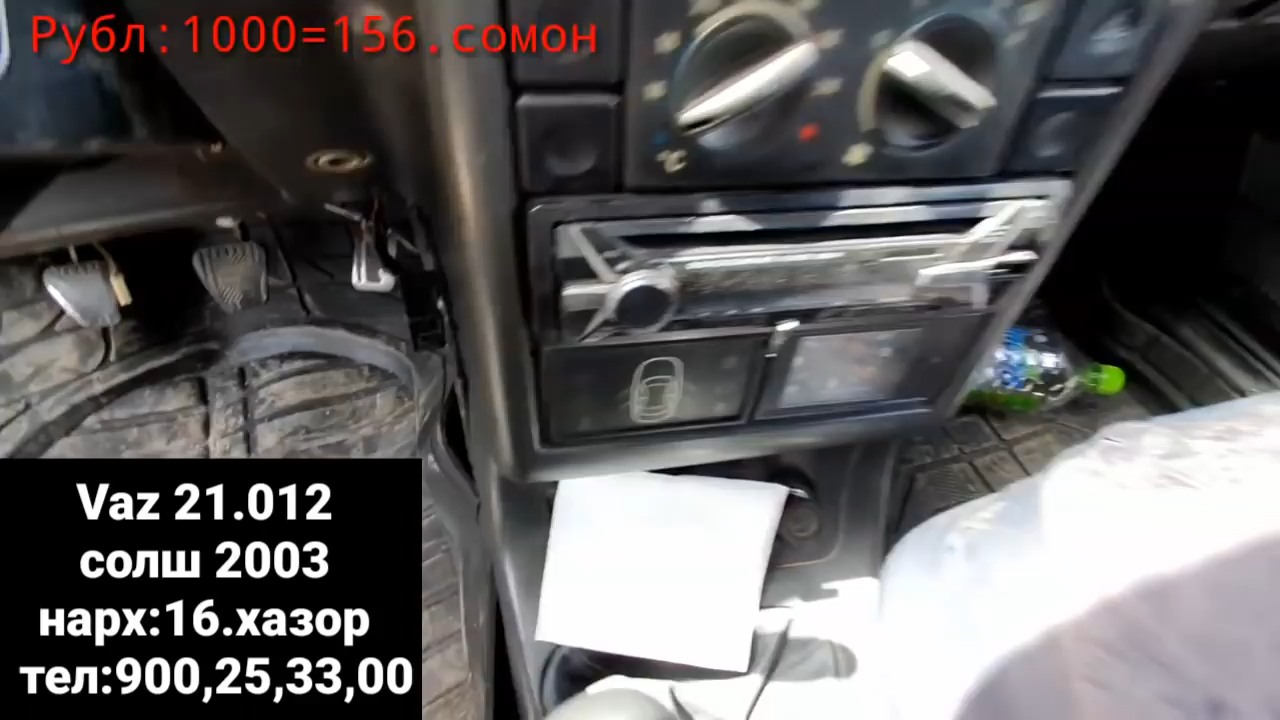 Рубл:1000=156.сомон
°C
Vaz 21.012
солш 2003
нарх:16.хазор
тел:900,25,33,00